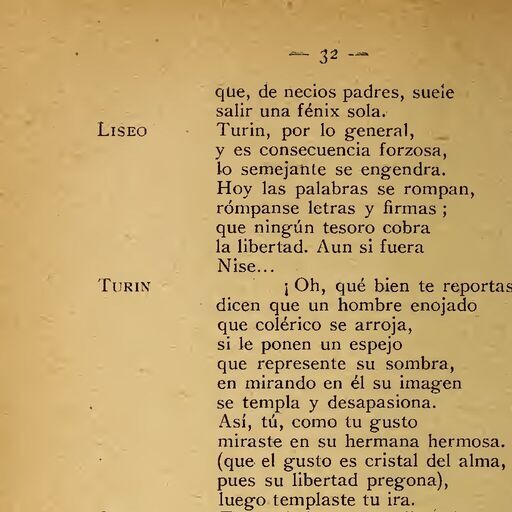 — 32 —
que, de necios padres, suele
salir una fénix sola.
LISEO Turin, por lo general,
y es consecuencia forzosa,
lo semejante se engendra.
Hoy las palabras se rompan,
rómpanse letras y firmas ;
que ningún tesoro cobra
la libertad. Aun si fuera
Nise...
TURIN ¡ Oh, qué bien te reportas
dicen que un hombre enojado
que colérico se arroja,
si le ponen un espejo
que represente su sombra,
en mirando en él su imagen
se templa y desapasiona.
Así, tú, como tu gusto
miraste en su hermana hermosa.
(que el gusto es cristal del alma,
pues su libertad pregona),
luego templaste tu ira.